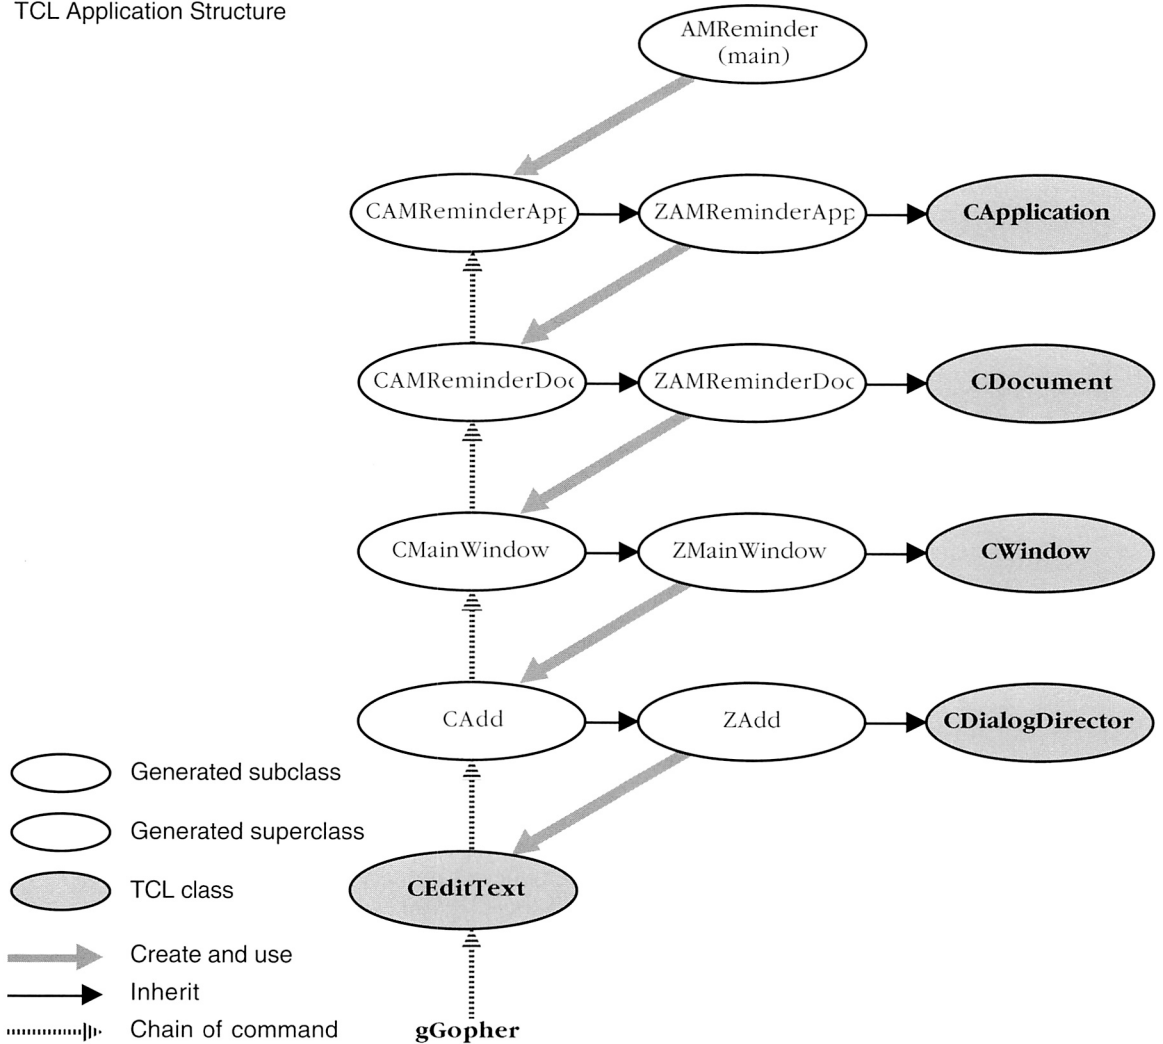 TCL Application Structure
AMReminder
(main)
CAMReminderApp
ZAMReminderApp
CApplication
CAMReminderDoc
ZAMReminderDoc
CDocument
CMainWindow
ZMainWindow
CWindow
CAdd
ZAdd
CDialogDirector
Generated subclass
Generated superclass
TCL class
CEditText
Create and use
Inherit
Chain of command
gGopher